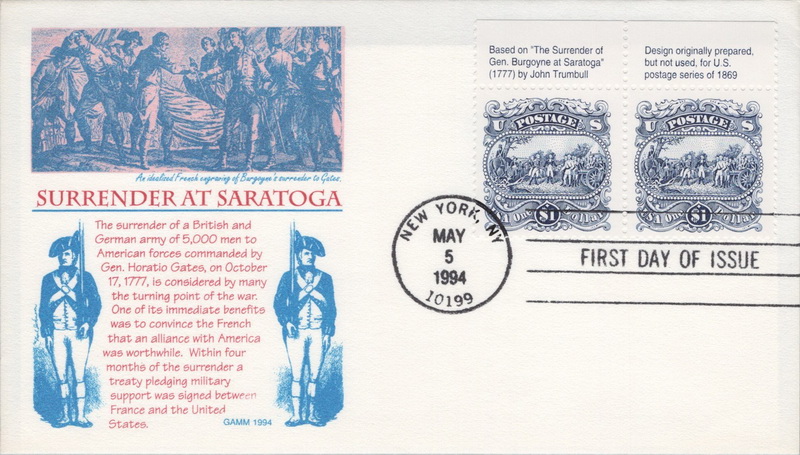 An idealized French engraving of Burgoyne's surrender to Gates.
SURRENDER AT SARATOGA
The surrender of a British and
German army of 5,000 men to
American forces commanded by
Gen. Horatio Gates, on October
17, 1777, is considered by many
the turning point of the war.
One of its immediate benefits
was to convince the French
that an alliance with America
was worthwhile. Within four
months of the surrender a
treaty pledging military
support was signed between
France and the United
States.
GAMM 1994
Based on "The Surrender of
Gen. Burgoyne at Saratoga"
(1777) by John Trumbull
Design originally prepared,
but not used, for U.S.
postage series of 1869
U POSTAGE S
$1 One $1 Dollar
U POSTAGE S
$1 One $1 Dollar
NEW YORK, NY
MAY
5
1994
10199
FIRST DAY OF ISSUE